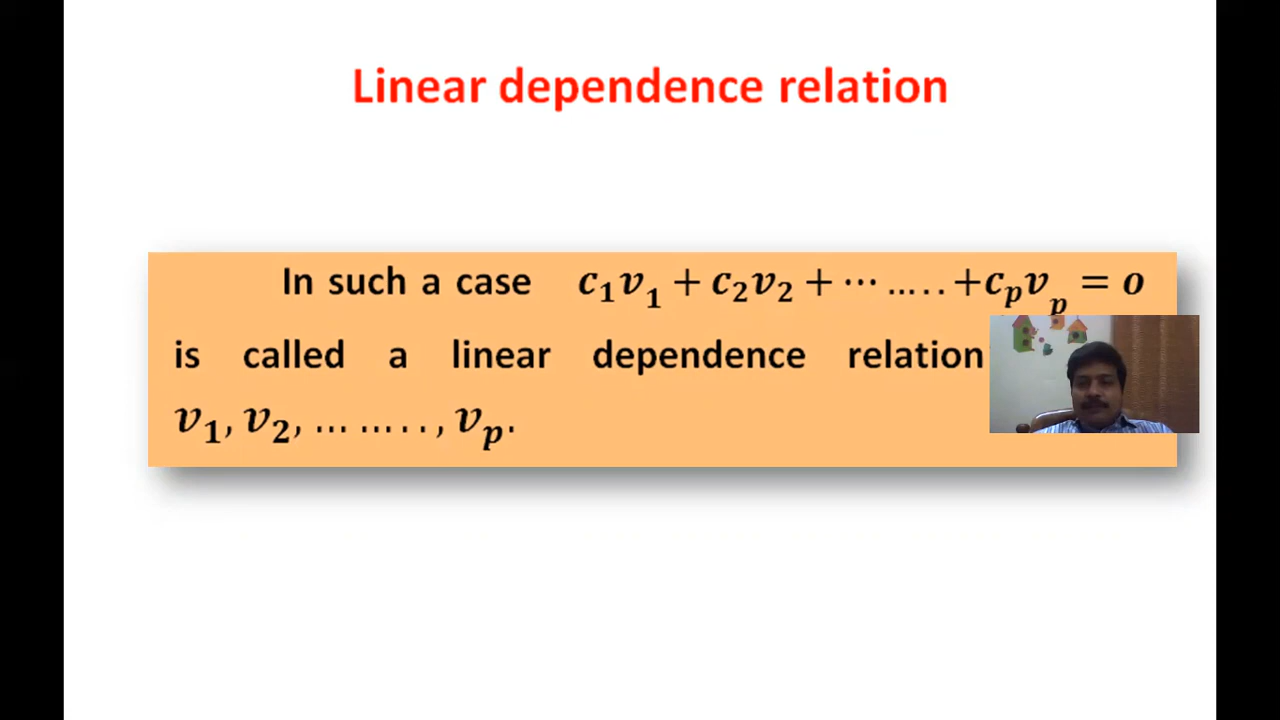 Linear dependence relation
In such a case c₁v₁ + c₂v₂ + ⋯ ….. +cₚvₚ = o
is called a linear dependence relation
v₁, v₂, … … . . , vₚ.